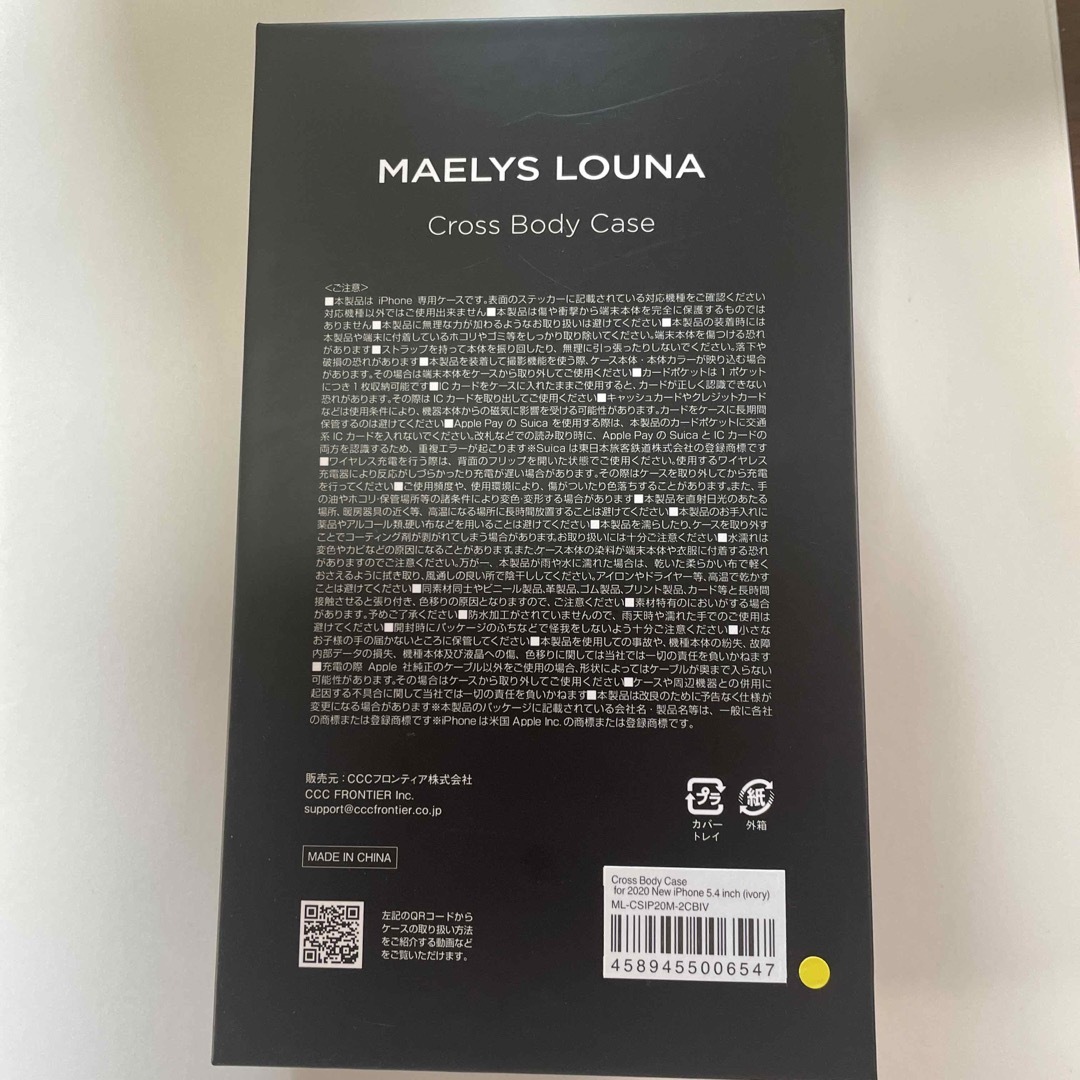 MAELYS LOUNA
Cross Body Case
<ご注意>
■本製品は iPhone 専用ケースです。表面のステッカーに記載されている対応機種をご確認ください
対応機種以外ではご使用出来ません■本製品は傷や衝撃から端末本体を完全に保護するものでは
ありません■本製品に無理な力が加わるようなお取り扱いは避けてください■本製品の装着時には
本製品や端末に付着しているホコリやゴミ等をしっかり取り除いてください。端末本体を傷つける恐れ
があります■ストラップを持って本体を振り回したり、無理に引っ張ったりしないでください。落下や
破損の恐れがあります■本製品を装着して撮影機能を使う際、ケース本体・本体カラーが映り込む場合
があります。その場合は端末本体をケースから取り外してご使用ください■カードポケットは1ポケット
につき1枚収納可能です■ICカードをケースに入れたままご使用すると、カードが正しく認識できない
恐れがあります。その際はICカードを取り出してご使用ください■キャッシュカードやクレジットカード
などは使用条件により、機器本体からの磁気に影響を受ける可能性があります。カードをケースに長期間
保管するのは避けてください■Apple Pay の Suica を使用する際は、本製品のカードポケットに交通
系ICカードを入れないでください。改札などでの読み取り時に、Apple Pay の Suica と IC カードの
両方を認識するため、重複エラーが起こります※Suicaは東日本旅客鉄道株式会社の登録商標です
■ワイヤレス充電を行う際は、背面のフリップを開いた状態でご使用ください。使用するワイヤレス
充電器により反応がしづらかったり充電が遅い場合があります。その際はケースを取り外してから充電
を行ってください■ご使用頻度や、使用環境により、傷がついたり色落ちすることがあります。また、手
の油やホコリ・保管場所等の諸条件により変色・変形する場合があります■本製品を直射日光のあたる
場所、暖房器具の近く等、高温になる場所に長時間放置することは避けてください■本製品のお手入れに
薬品やアルコール類、硬い布などを用いることは避けてください■本製品を濡らしたり、ケースを取り外す
ことでコーティング剤が剥がれてしまう場合があります。お取り扱いには十分ご注意ください■水濡れは
変色やカビなどの原因になることがあります。また、ケース本体の染料が端末本体や衣服に付着する恐れ
がありますのでご注意ください。万が一、本製品が雨や水に濡れた場合は、乾いた柔らかい布で軽く
おさえるように拭き取り、風通しの良い所で陰干ししてください。アイロンやドライヤー等、高温で乾かす
ことは避けてください■同素材同士やビニール製品、革製品、ゴム製品、プリント製品、カード等と長時間
接触させると張り付き、色移りの原因となりますので、ご注意ください■素材特有のにおいがする場合
があります。予めご了承ください■防水加工がされていませんので、雨天時や濡れた手でのご使用は
避けてください■開封時にパッケージのふちなどで怪我をしないよう十分ご注意ください■小さな
お子様の手の届かないところに保管してください■本製品を使用しての事故や、機種本体の紛失、故障
内部データの損失、機種本体及び液晶への傷、色移りに関しては当社では一切の責任を負いかねます
■充電の際 Apple 社純正のケーブル以外をご使用の場合、形状によってはケーブルが奥まで入らない
可能性があります。その際はケースから取り外してご使用ください■ケースや周辺機器との併用に
起因する不具合に関して当社では一切の責任を負いかねます■本製品は改良のために予告なく仕様が
変更になる場合があります※本製品のパッケージに記載されている会社名・製品名等は、一般に各社
の商標または登録商標です※iPhoneは米国 Apple Inc. の商標または登録商標です。
販売元：CCCフロンティア株式会社
CCC FRONTIER Inc.
support@cccfrontier.co.jp
プラ
カバー
トレイ
紙
外箱
MADE IN CHINA
左記のQRコードから
ケースの取り扱い方法
をご紹介する動画など
をご覧いただけます。
Cross Body Case
for 2020 New iPhone 5.4 inch (ivory)
ML-CSIP20M-2CBIV
4589455006547